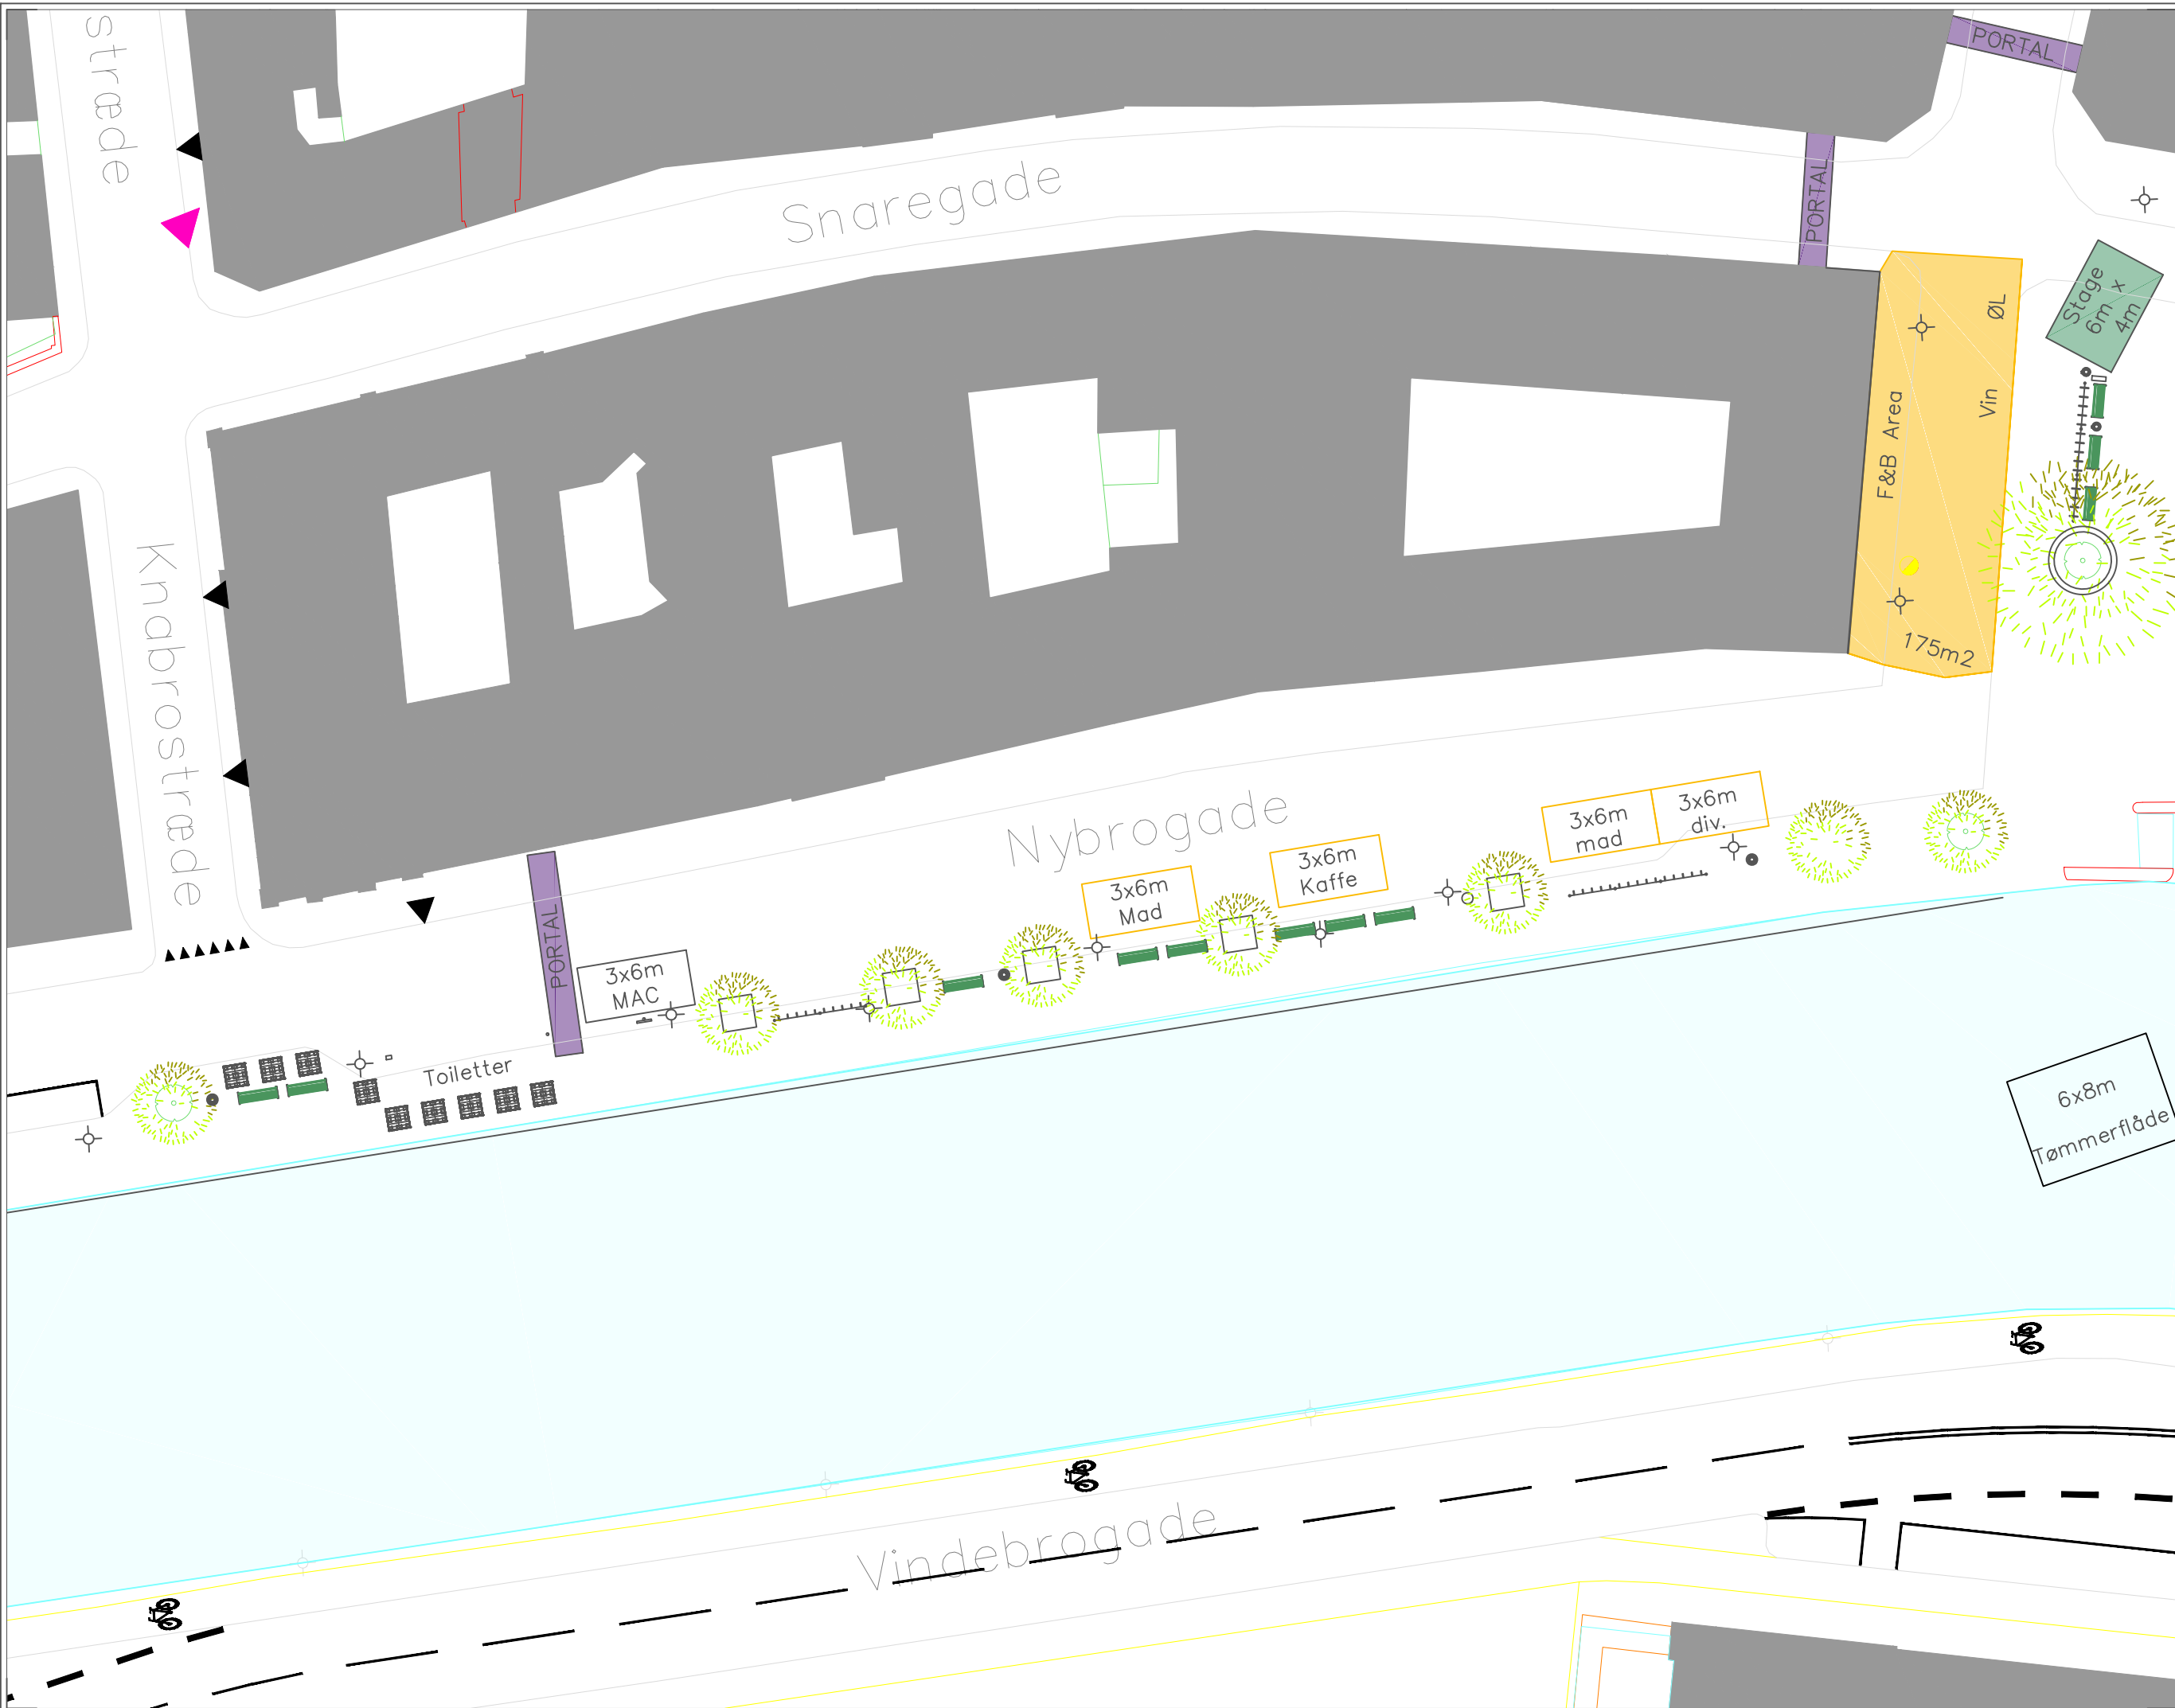 stræde
PORTAL
PORTAL
Snaregade
Stage
6m x
4m
ØL
Vin
F&B Area
175m2
Knabrostræde
Nybrogade
3x6m
div.
3x6m
mad
3x6m
Kaffe
3x6m
Mad
PORTAL
3x6m
MAC
Toiletter
6x8m
Tømmerflåde
Vindebrogade